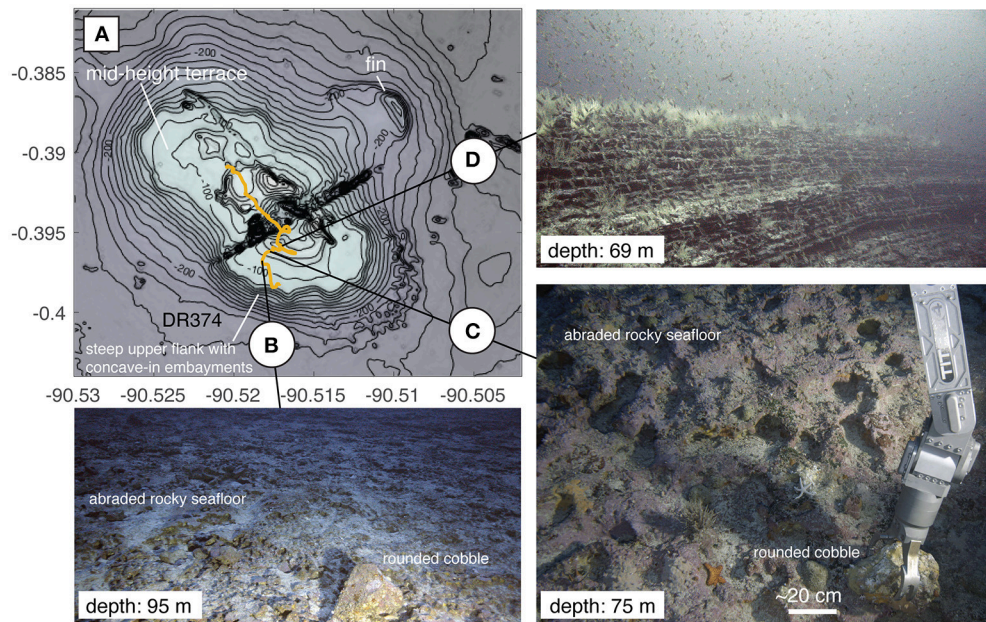 A
-200
mid-height terrace
fin
-0.385
-200
-0.39
-100
D
-0.395
-200
-200
-100
-0.4
DR374
steep upper flank with
concave-in embayments
B
C
-90.53
-90.525
-90.52
-90.515
-90.51
-90.505
depth: 69 m
abraded rocky seafloor
rounded cobble
~20 cm
depth: 75 m
abraded rocky seafloor
rounded cobble
depth: 95 m